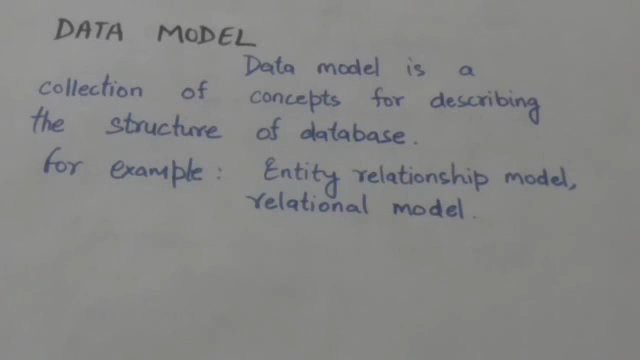 DATA MODEL
Data model is a
collection of concepts for describing
the structure of database.
for example : Entity relationship model,
relational model.